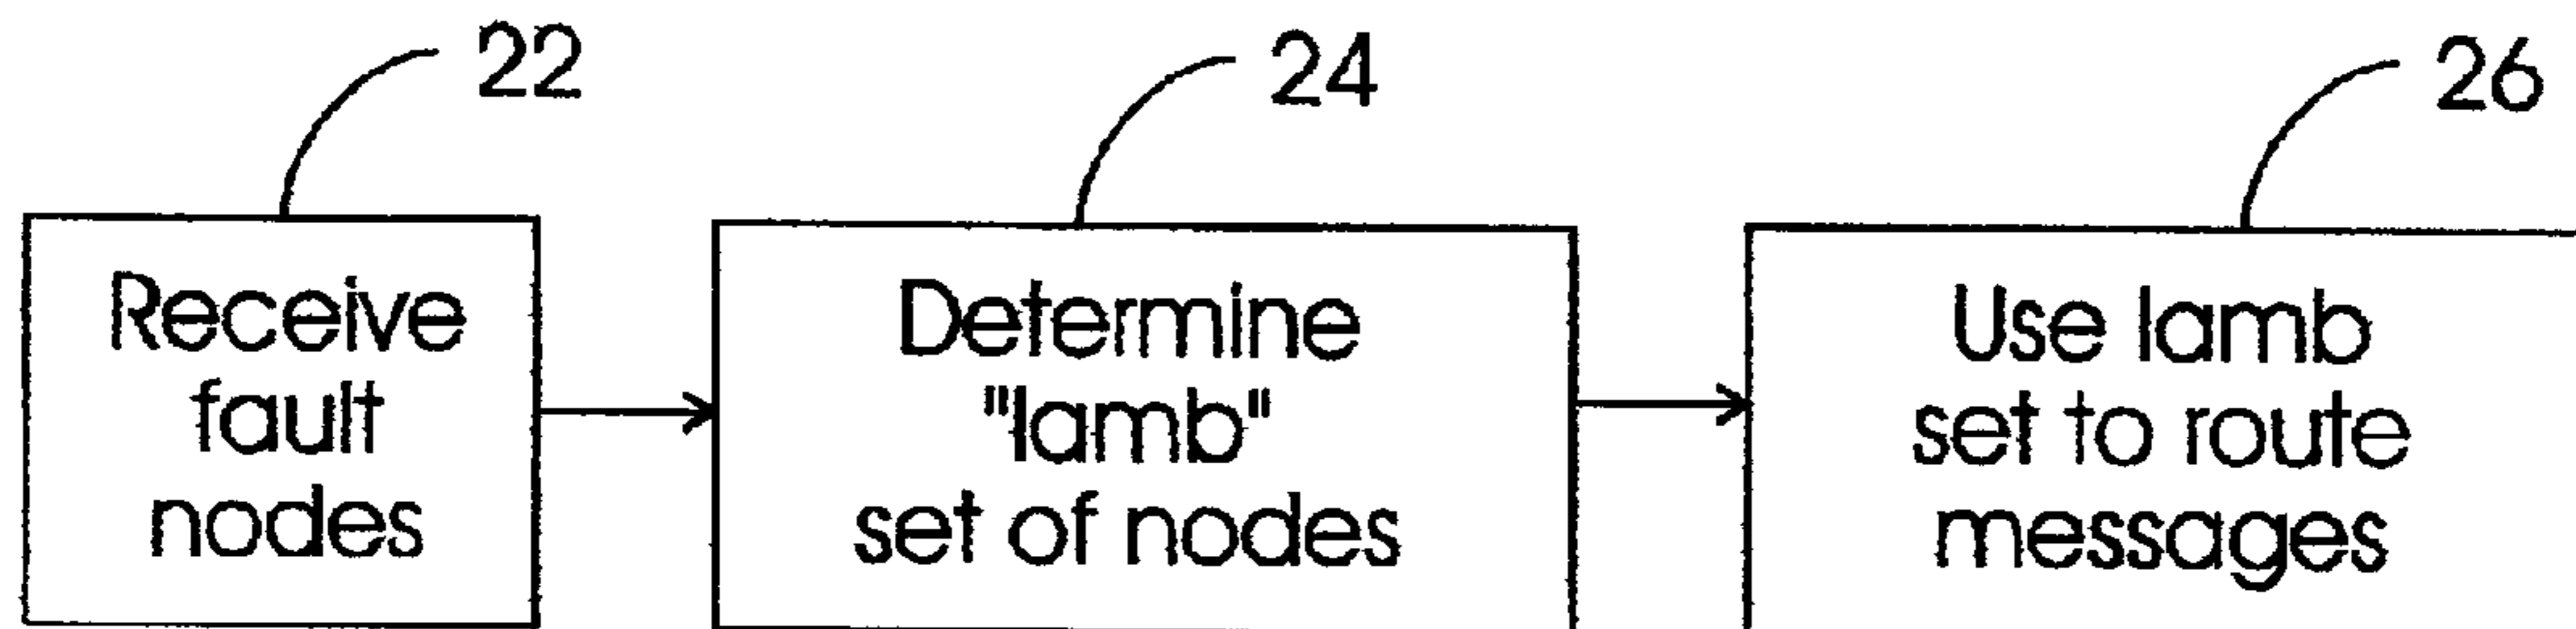 22
24
26
Receive
fault
nodes
Determine
"lamb"
set of nodes
Use lamb
set to route
messages